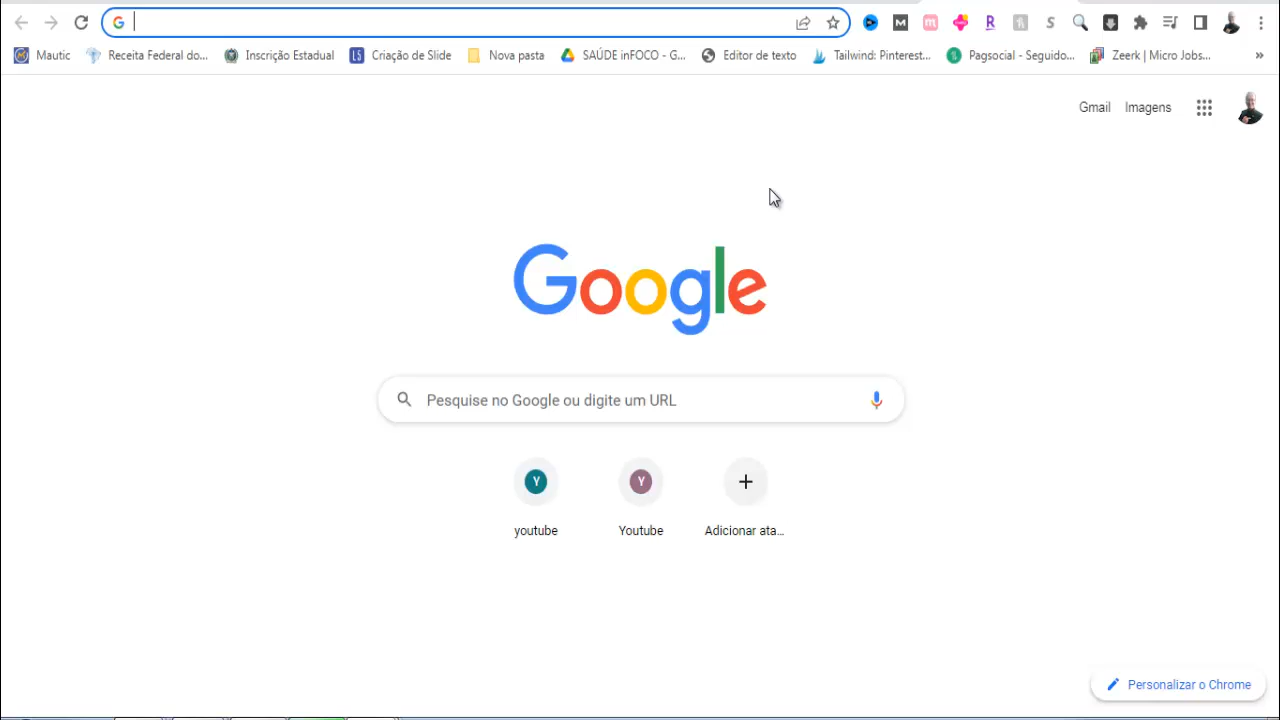 G
M m R S
Mautic Receita Federal do... Inscrição Estadual LS Criação de Slide Nova pasta SAÚDE inFOCO - G... Editor de texto Tailwind: Pinterest... Pagsocial - Seguido... Zeerk | Micro Jobs... »
Gmail Imagens
Google
Pesquise no Google ou digite um URL
Y Y
youtube Youtube Adicionar ata...
Personalizar o Chrome